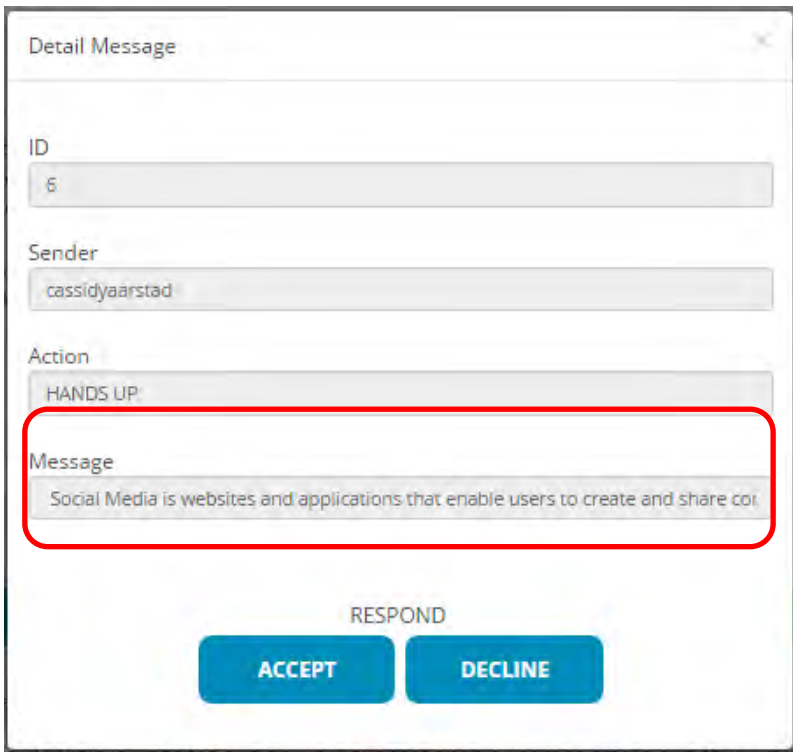 Detail Message
ID
6
Sender
cassidyaarstad
Action
HANDS UP
Message
Social Media is websites and applications that enable users to create and share
RESPOND
ACCEPT DECLINE